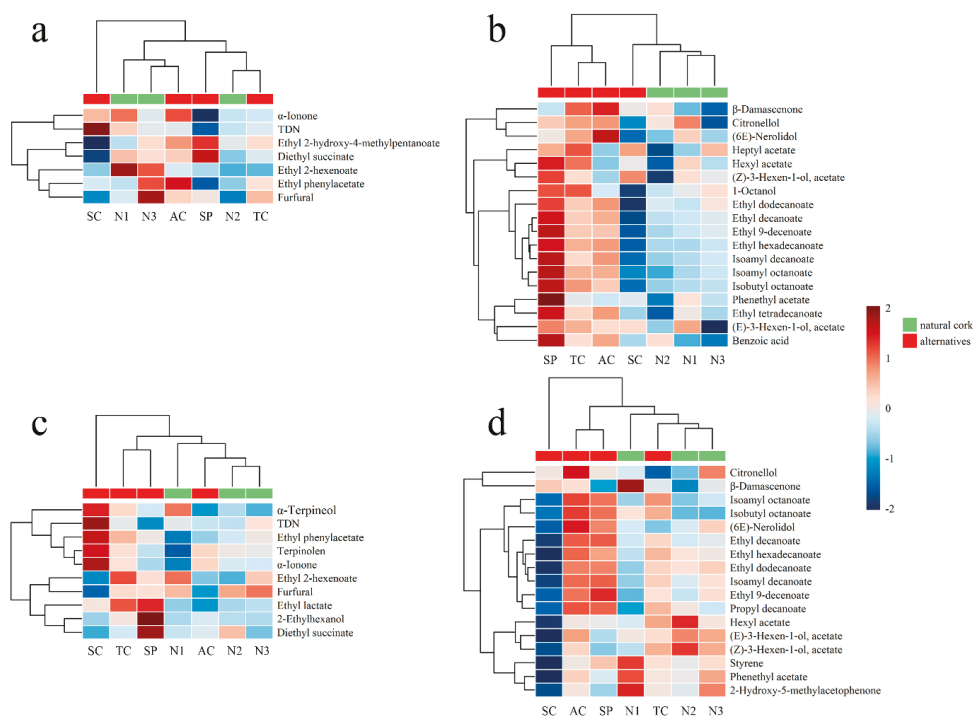 a
α-Ionone
TDN
Ethyl 2-hydroxy-4-methylpentanoate
Diethyl succinate
Ethyl 2-hexenoate
Ethyl phenylacetate
Furfural
SC N1 N3 AC SP N2 TC
b
β-Damascenone
Citronellol
(6E)-Nerolidol
Heptyl acetate
Hexyl acetate
(Z)-3-Hexen-1-ol, acetate
1-Octanol
Ethyl dodecanoate
Ethyl decanoate
Ethyl 9-decenoate
Ethyl hexadecanoate
Isoamyl decanoate
Isoamyl octanoate
Isobutyl octanoate
Phenethyl acetate
Ethyl tetradecanoate
(E)-3-Hexen-1-ol, acetate
Benzoic acid
SP TC AC SC N2 N1 N3
2
1
0
-1
-2
natural cork
alternatives
c
α-Terpineol
TDN
Ethyl phenylacetate
Terpinolen
α-Ionone
Ethyl 2-hexenoate
Furfural
Ethyl lactate
2-Ethylhexanol
Diethyl succinate
SC TC SP N1 AC N2 N3
d
Citronellol
β-Damascenone
Isoamyl octanoate
Isobutyl octanoate
(6E)-Nerolidol
Ethyl decanoate
Ethyl hexadecanoate
Ethyl dodecanoate
Isoamyl decanoate
Ethyl 9-decenoate
Propyl decanoate
Hexyl acetate
(E)-3-Hexen-1-ol, acetate
(Z)-3-Hexen-1-ol, acetate
Styrene
Phenethyl acetate
2-Hydroxy-5-methylacetophenone
SC AC SP N1 TC N2 N3